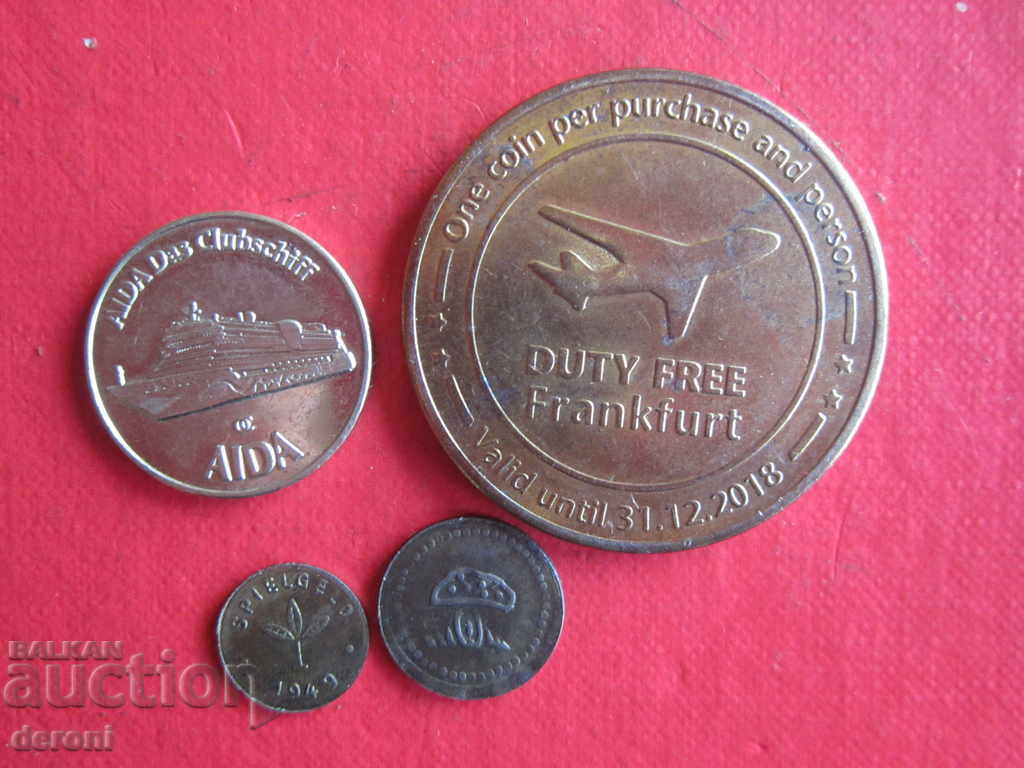 AIDA Das Clubschiff
AIDA
One coin per purchase and person
DUTY FREE
Frankfurt
Valid until 31.12.2018
SPIELGELD
1949
BALKAN
auction
deroni